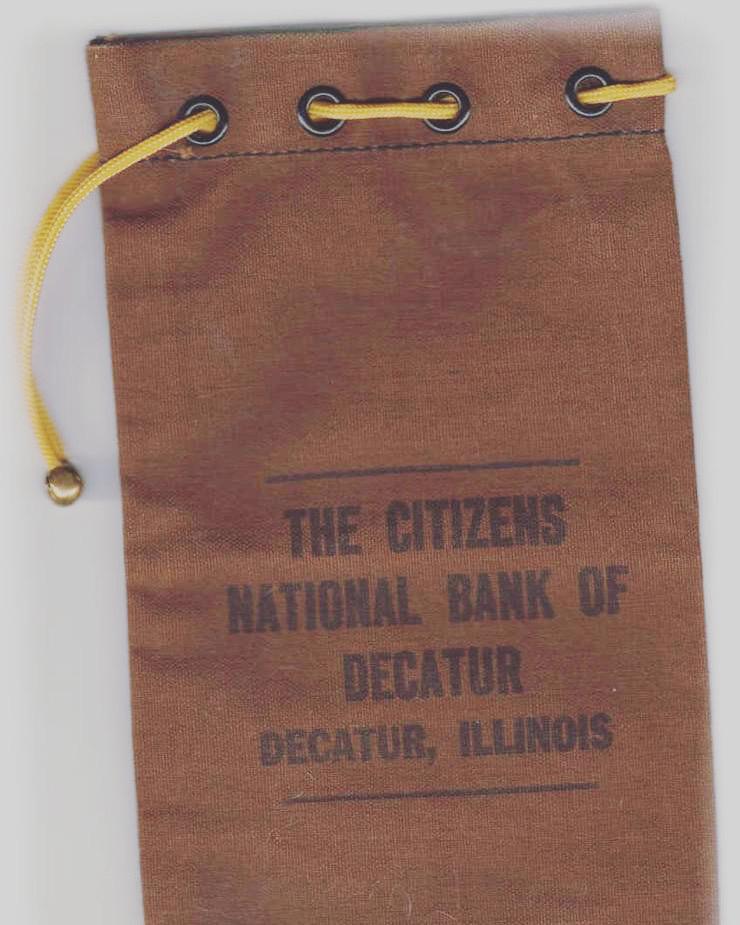 THE CITIZENS
NATIONAL BANK OF
DECATUR
DECATUR, ILLINOIS